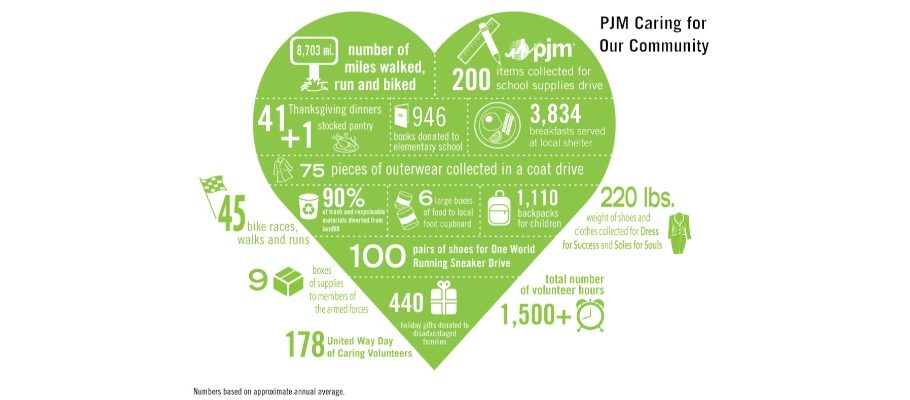 PJM Caring for
Our Community
8,703 mi.
number of
miles walked,
run and biked
pjm
200 items collected for
school supplies drive
41
+1
Thanksgiving dinners
stocked pantry
946
books donated to
elementary school
3,834
breakfasts served
at local shelter
75 pieces of outerwear collected in a coat drive
45
bike races,
walks and runs
90%
of trash and recycleable
materials diverted from
landfill
6 large boxes
of food to local
food cupboard
1,110
backpacks
for children
220 lbs.
weight of shoes and
clothes collected for Dress
for Success and Soles for Souls
100 pairs of shoes for One World
Running Sneaker Drive
9
boxes
of supplies
to members of
the armed forces
440
holiday gifts donated to
disadvantaged
families
total number
of volunteer hours
1,500+
178 United Way Day
of Caring Volunteers
Numbers based on approximate annual average.